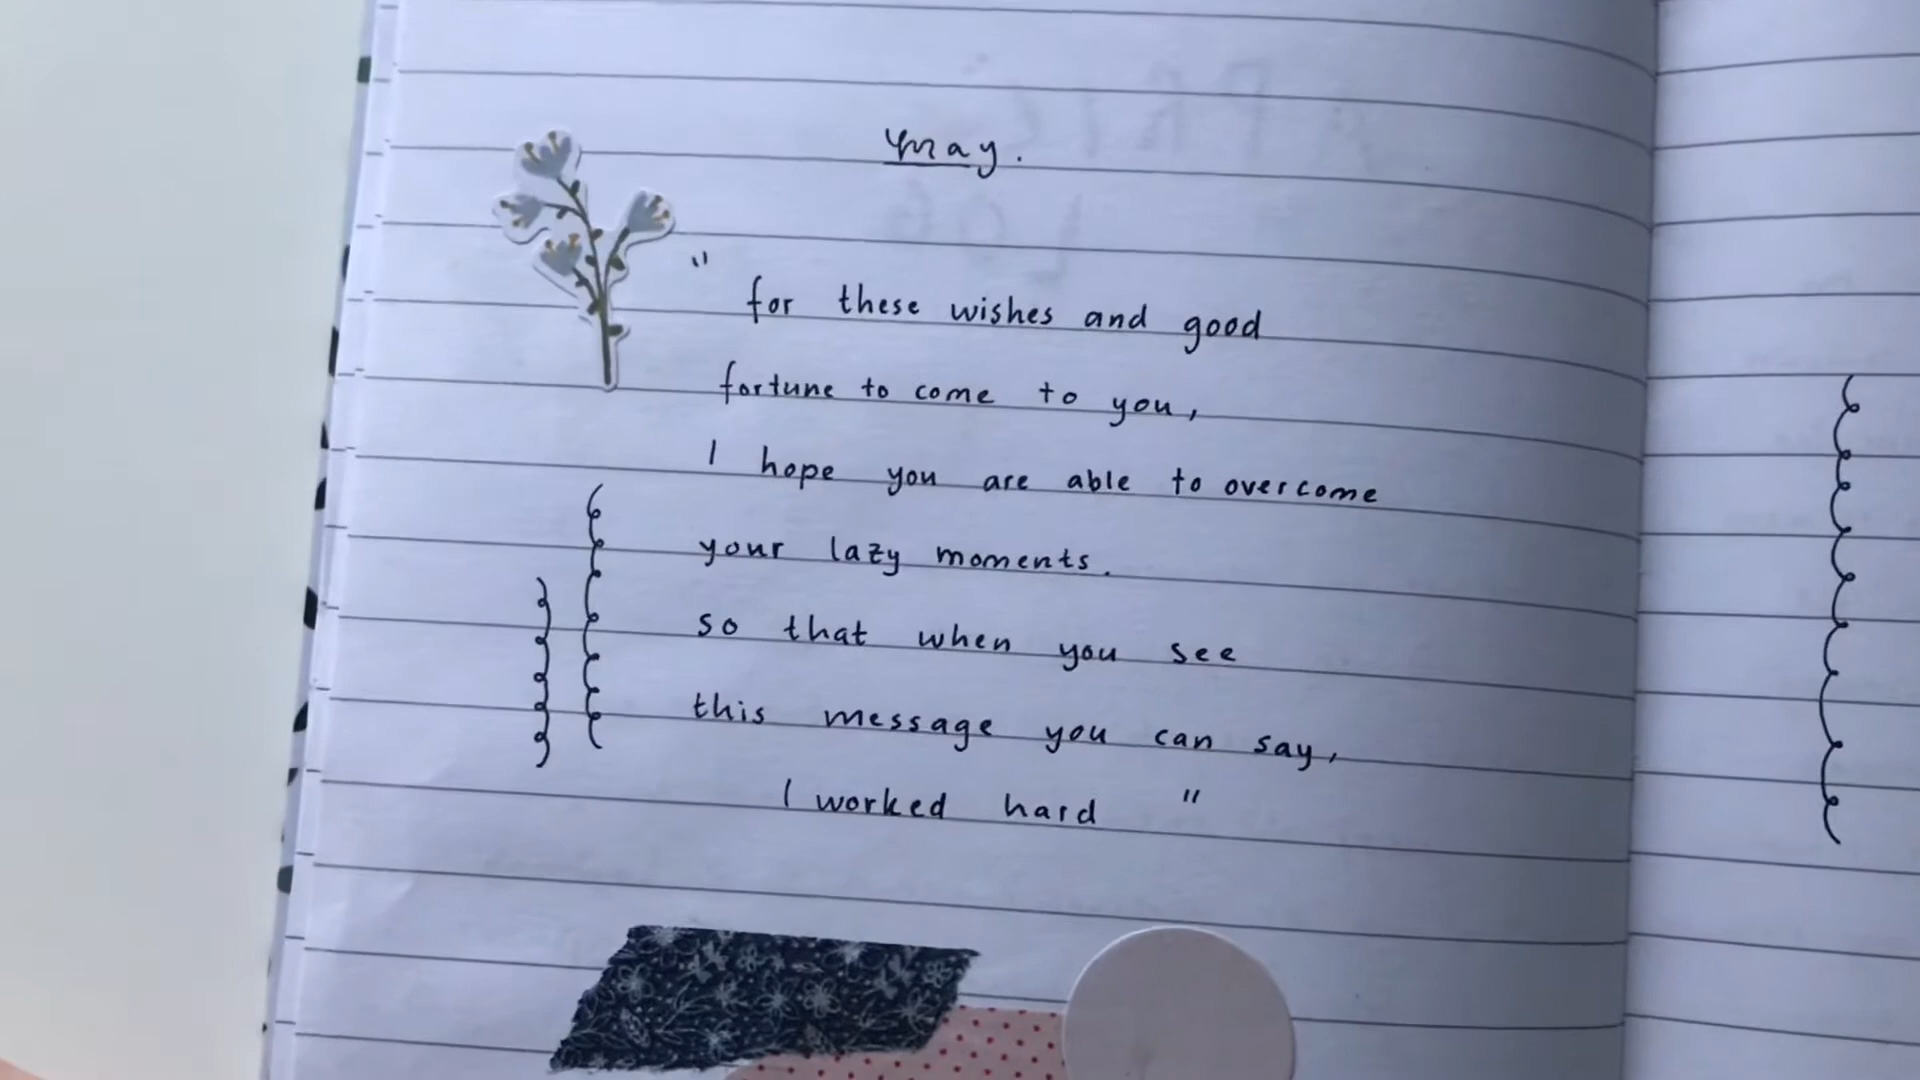 may.
" for these wishes and good
fortune to come to you,
I hope you are able to overcome
your lazy moments.
so that when you see
this message you can say,
I worked hard "